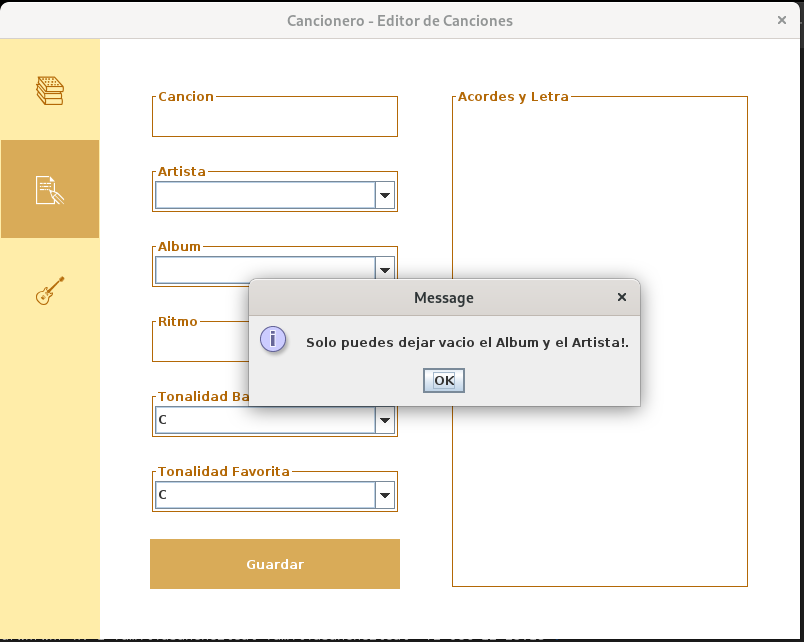 Cancionero - Editor de Canciones
Cancion
Artista
Album
Ritmo
Tonalidad Ba
C
Tonalidad Favorita
C
Guardar
Acordes y Letra
Message
Solo puedes dejar vacio el Album y el Artista!.
OK